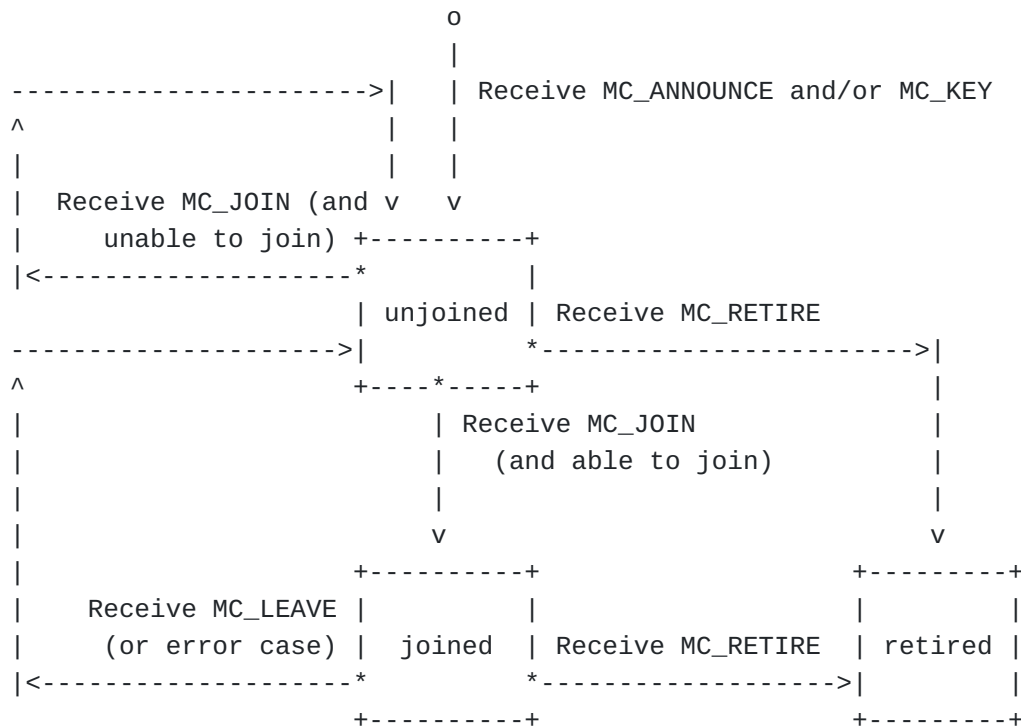 o
Receive MC_ANNOUNCE and/or MC_KEY
Receive MC_JOIN (and
unable to join)
unjoined
Receive MC_RETIRE
Receive MC_JOIN
(and able to join)
Receive MC_LEAVE
(or error case)
joined
Receive MC_RETIRE
retired